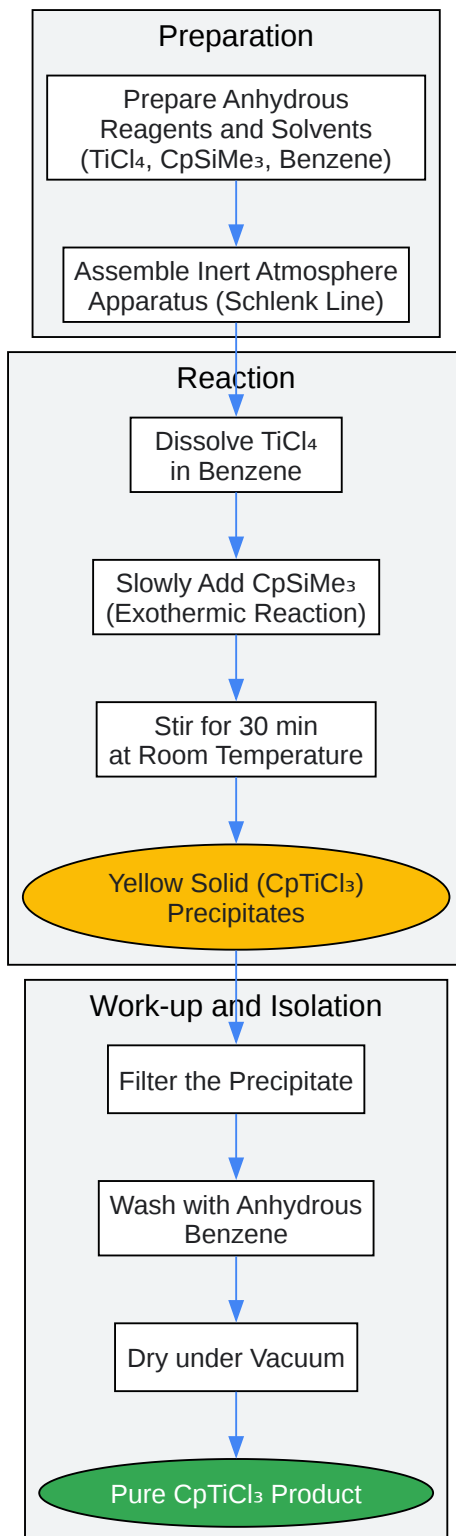 Preparation
Prepare Anhydrous
Reagents and Solvents
(TiCl₄, CpSiMe₃, Benzene)
Assemble Inert Atmosphere
Apparatus (Schlenk Line)
Reaction
Dissolve TiCl₄
in Benzene
Slowly Add CpSiMe₃
(Exothermic Reaction)
Stir for 30 min
at Room Temperature
Yellow Solid (CpTiCl₃)
Precipitates
Work-up and Isolation
Filter the Precipitate
Wash with Anhydrous
Benzene
Dry under Vacuum
Pure CpTiCl₃ Product